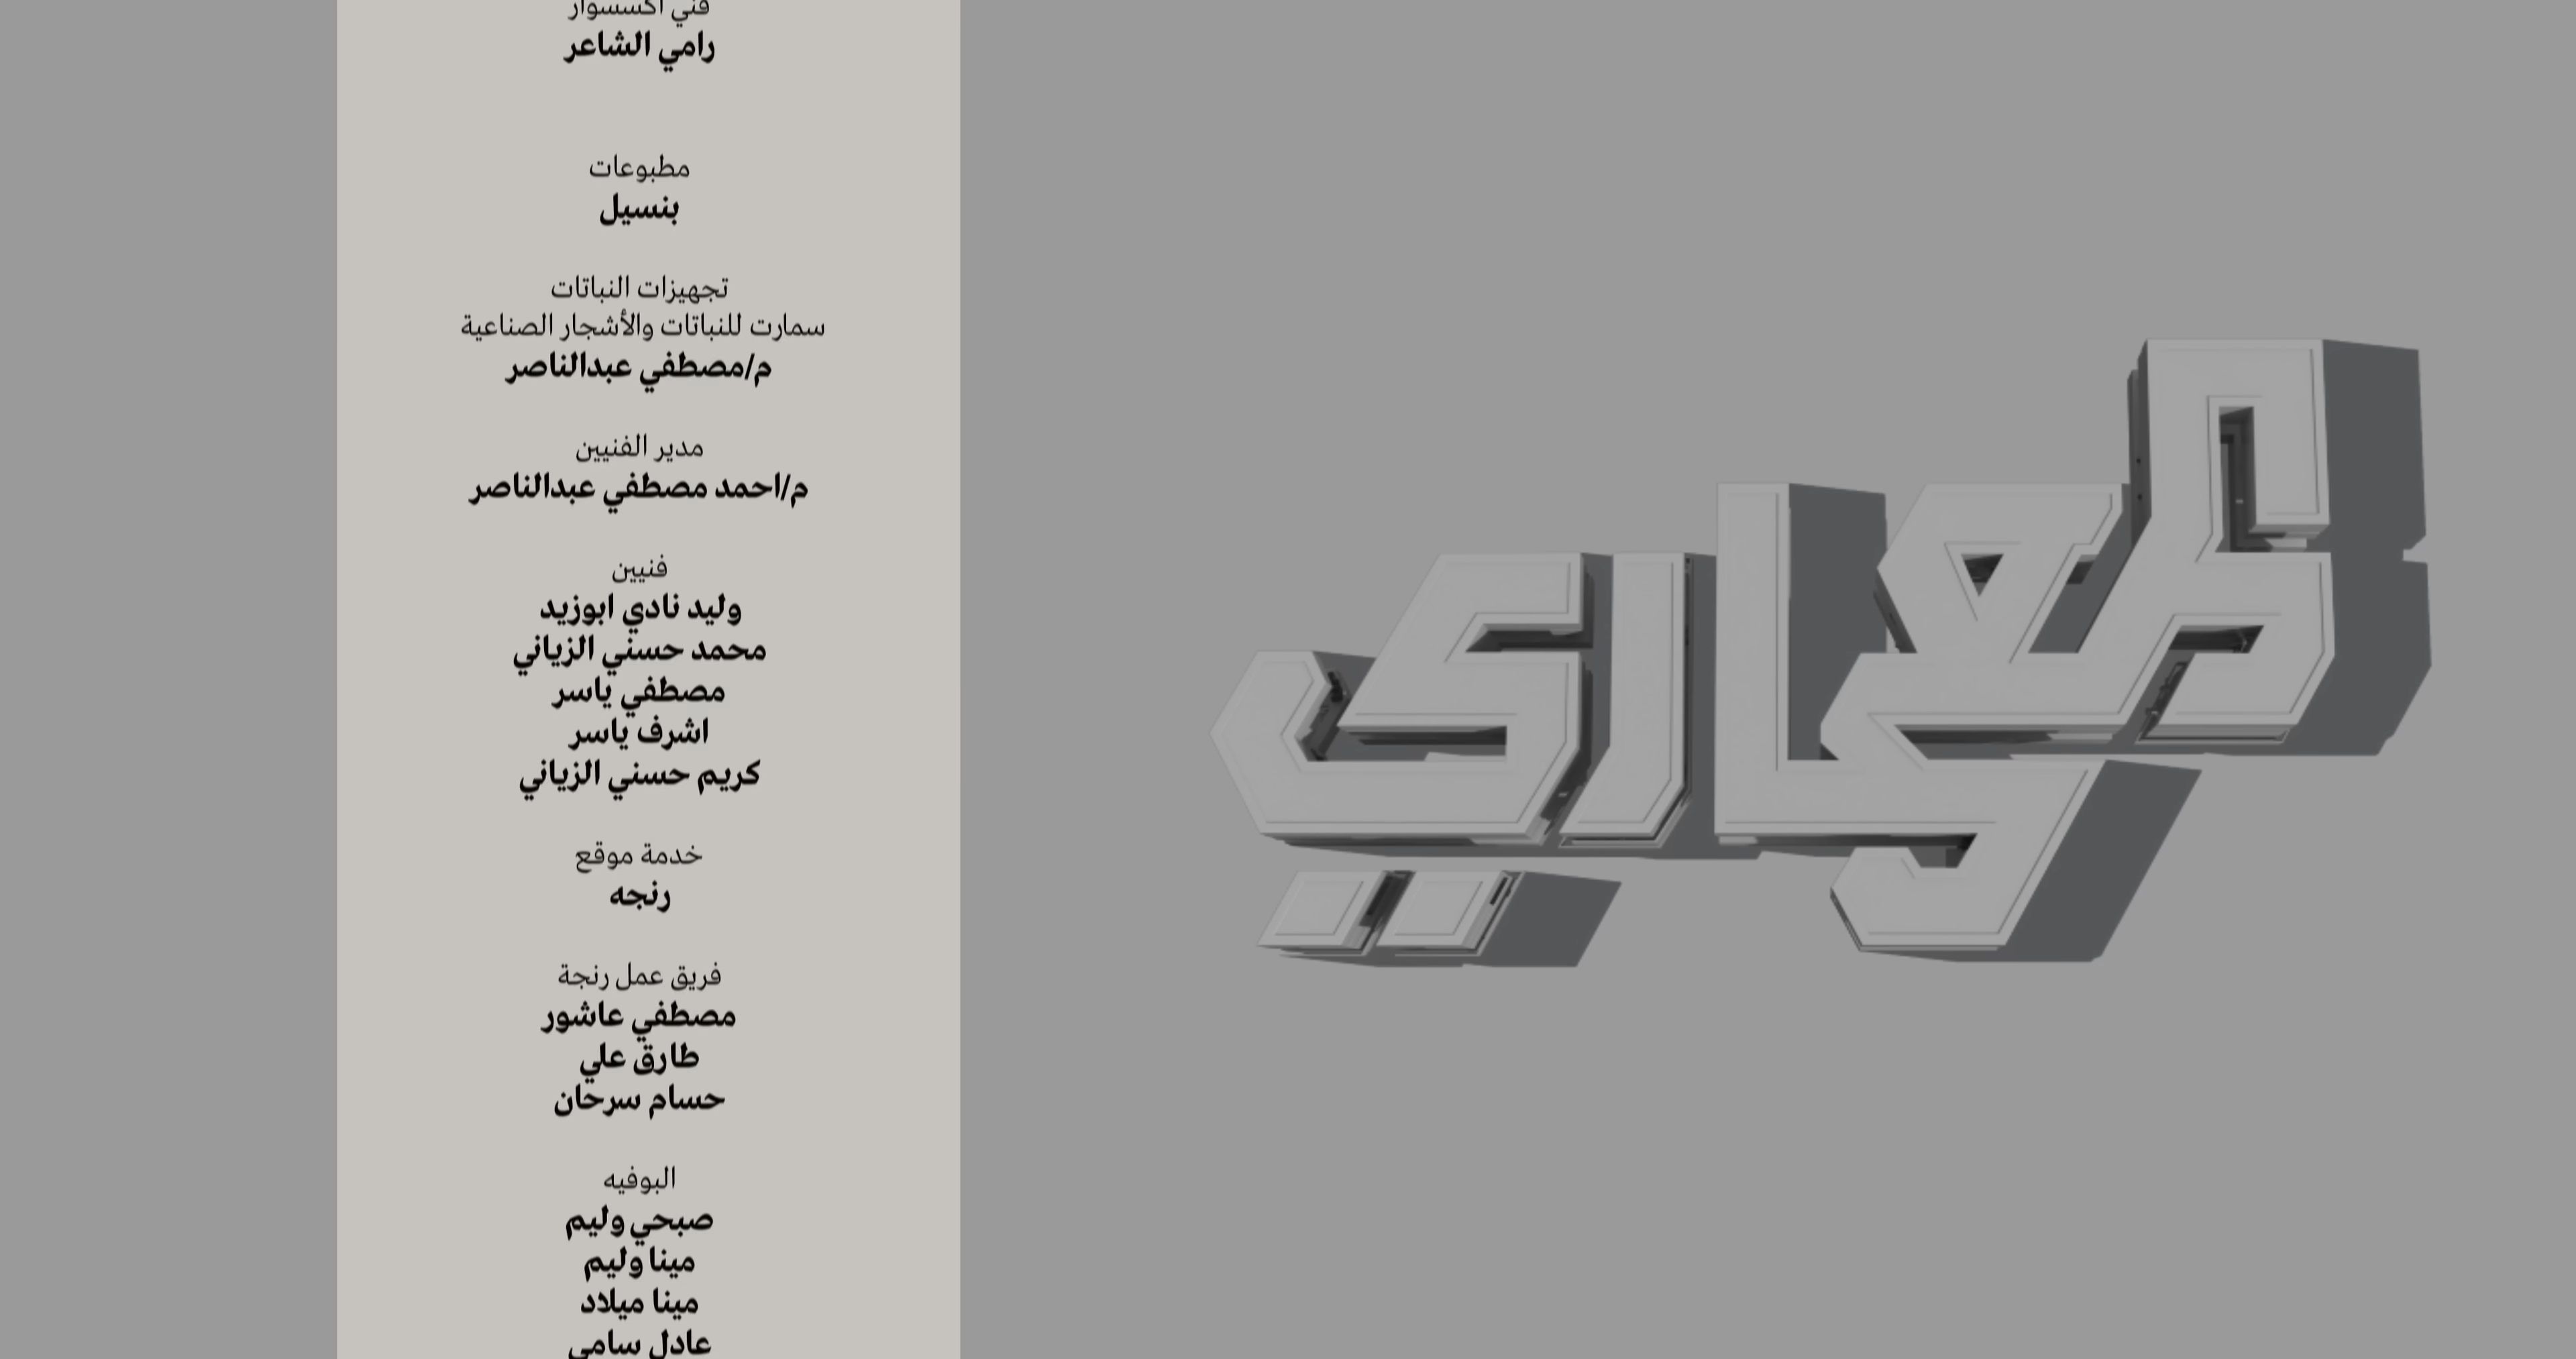 فني اكسسوار
رامي الشاعر
مطبوعات
بنسيل
تجهيزات النباتات
سمارت للنباتات والأشجار الصناعية
م/مصطفي عبدالناصر
مدير الفنيين
م/احمد مصطفي عبدالناصر
فنيين
وليد نادي ابوزيد
محمد حسني الزياني
مصطفي ياسر
اشرف ياسر
كريم حسني الزياني
خدمة موقع
رنجه
فريق عمل رنجة
مصطفي عاشور
طارق علي
حسام سرحان
البوفيه
صبحي وليم
مينا وليم
مينا ميلاد
عادل سامي